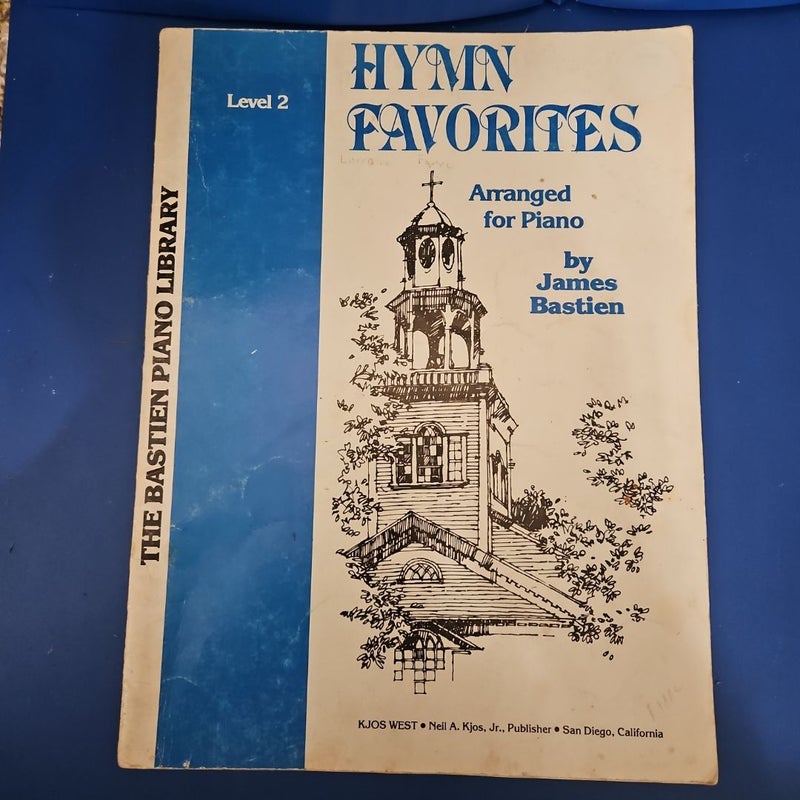 THE BASTIEN PIANO LIBRARY
Level 2
HYMN
FAVORITES
Arranged
for Piano
by
James
Bastien
KJOS WEST ● Neil A. Kjos, Jr., Publisher ● San Diego, California